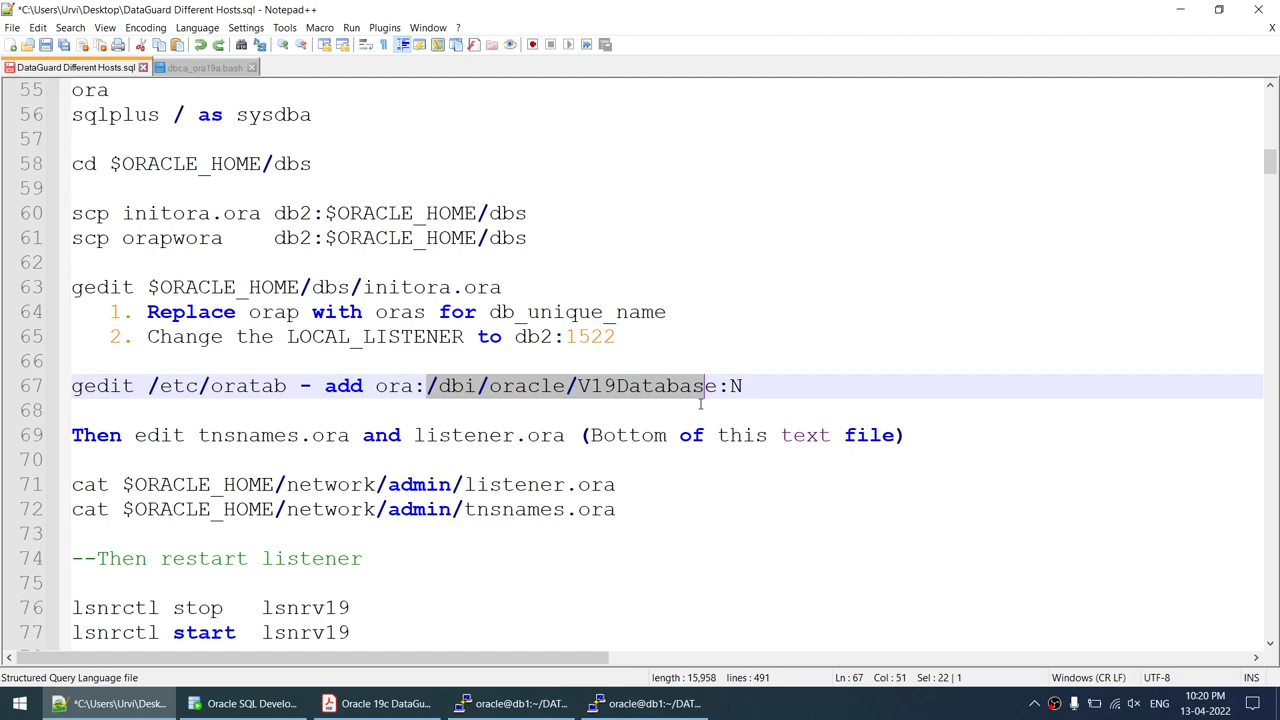 *C:\Users\Urvi\Desktop\DataGuard Different Hosts.sql - Notepad++
File Edit Search View Encoding Language Settings Tools Macro Run Plugins Window ?
X
DataGuard Different Hosts.sql dbca_ora19a.bash
55 ora
56 sqlplus / as sysdba
57
58 cd $ORACLE_HOME/dbs
59
60 scp initora.ora db2:$ORACLE_HOME/dbs
61 scp orapwora    db2:$ORACLE_HOME/dbs
62
63 gedit $ORACLE_HOME/dbs/initora.ora
64    1. Replace orap with oras for db_unique_name
65    2. Change the LOCAL_LISTENER to db2:1522
66
67 gedit /etc/oratab - add ora:/dbi/oracle/V19Database:N
68
69 Then edit tnsnames.ora and listener.ora (Bottom of this text file)
70
71 cat $ORACLE_HOME/network/admin/listener.ora
72 cat $ORACLE_HOME/network/admin/tnsnames.ora
73
74 --Then restart listener
75
76 lsnrctl stop   lsnrv19
77 lsnrctl start  lsnrv19
Structured Query Language file length : 15,958 lines : 491 Ln : 67 Col : 51 Sel : 22 | 1 Windows (CR LF) UTF-8 INS
*C:\Users\Urvi\Desk... Oracle SQL Develo... Oracle 19c DataGu... oracle@db1:~/DAT... oracle@db1:~/DAT... ENG 10:20 PM
13-04-2022